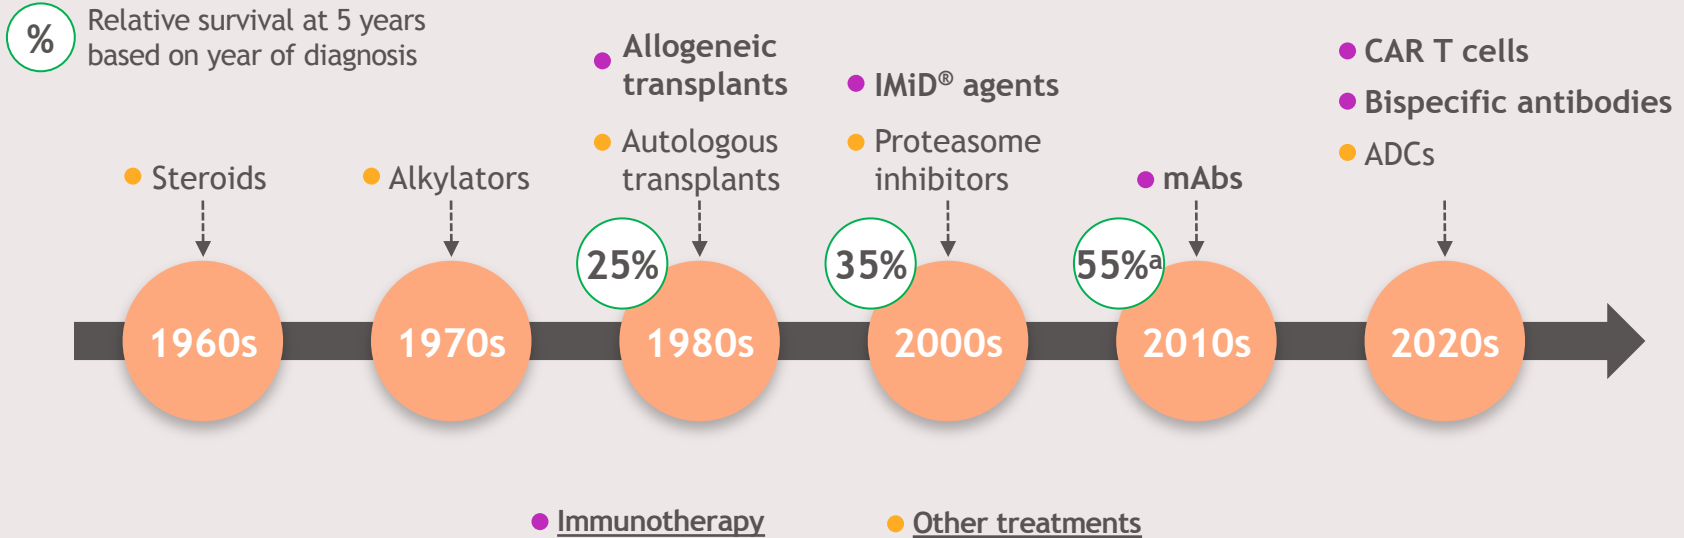 %
Relative survival at 5 years
based on year of diagnosis
Steroids
Alkylators
Allogeneic
transplants
Autologous
transplants
IMiD® agents
Proteasome
inhibitors
mAbs
CAR T cells
Bispecific antibodies
ADCs
25%
35%
55%a
1960s
1970s
1980s
2000s
2010s
2020s
Immunotherapy
Other treatments